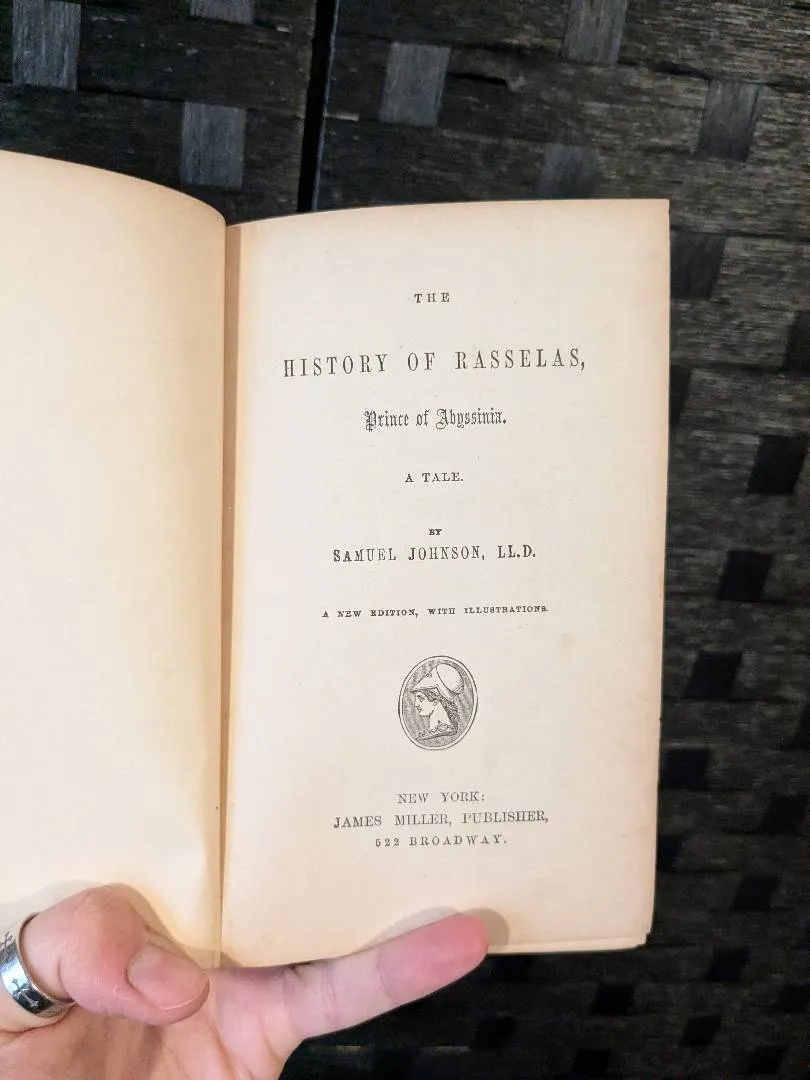 THE
HISTORY OF RASSELAS,
Prince of Abyssinia.
A TALE.
BY
SAMUEL JOHNSON, LL.D.
A NEW EDITION, WITH ILLUSTRATIONS.
NEW YORK:
JAMES MILLER, PUBLISHER,
522 BROADWAY.